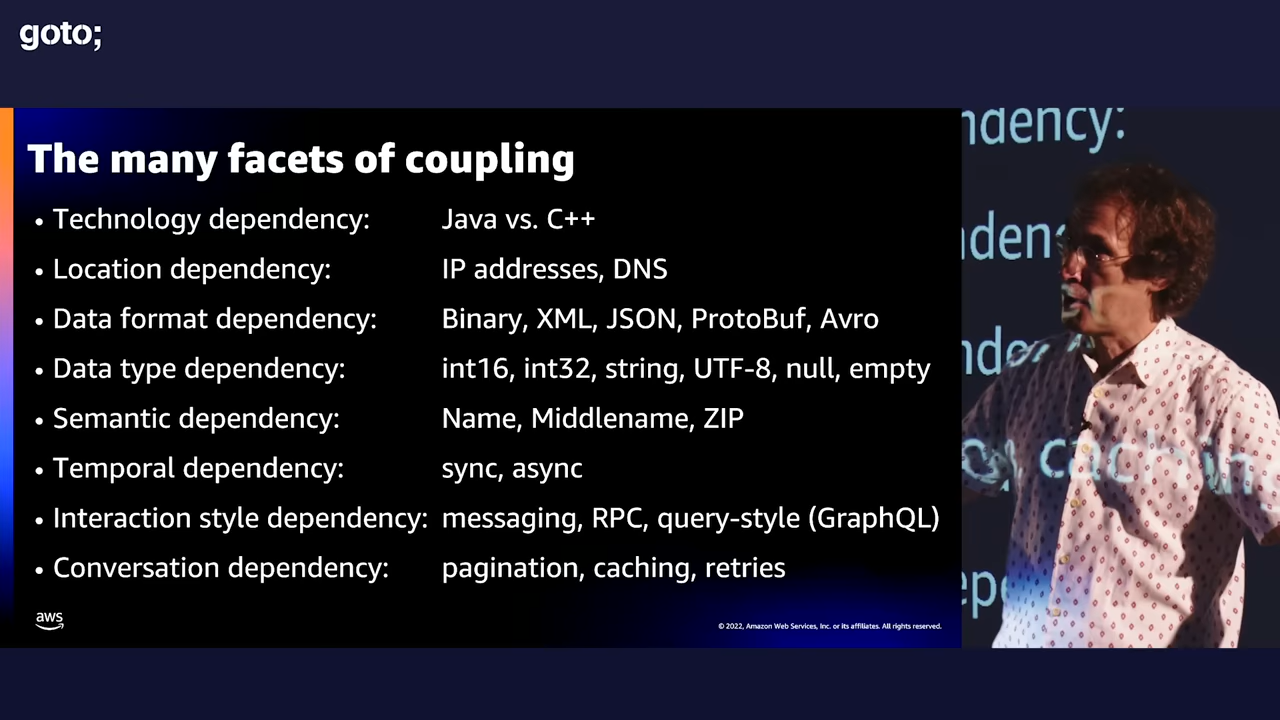 goto;
The many facets of coupling
• Technology dependency: Java vs. C++
• Location dependency: IP addresses, DNS
• Data format dependency: Binary, XML, JSON, ProtoBuf, Avro
• Data type dependency: int16, int32, string, UTF-8, null, empty
• Semantic dependency: Name, Middlename, ZIP
• Temporal dependency: sync, async
• Interaction style dependency: messaging, RPC, query-style (GraphQL)
• Conversation dependency: pagination, caching, retries
aws
© 2022, Amazon Web Services, Inc. or its affiliates. All rights reserved.
ndency: